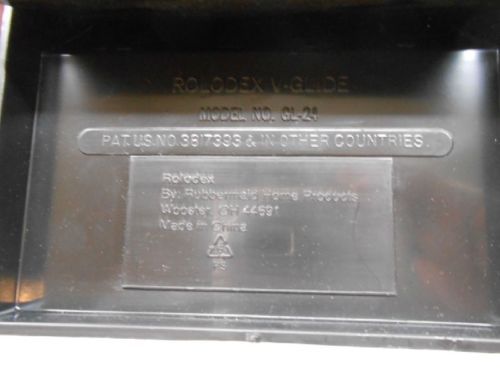 ROLODEX V-GLIDE
MODEL NO. GL-24
PAT.U.S.NO.3817393 & IN OTHER COUNTRIES.
Rolodex
By: Rubbermaid Home Products
Wooster, OH 44691
Made in China
PS